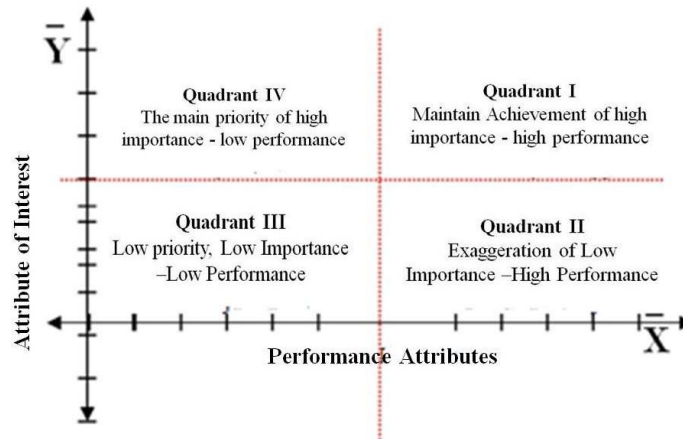 Ȳ
Quadrant IV
The main priority of high
importance - low performance
Quadrant I
Maintain Achievement of high
importance - high performance
Attribute of Interest
Quadrant III
Low priority, Low Importance
–Low Performance
Quadrant II
Exaggeration of Low
Importance –High Performance
X̄
Performance Attributes